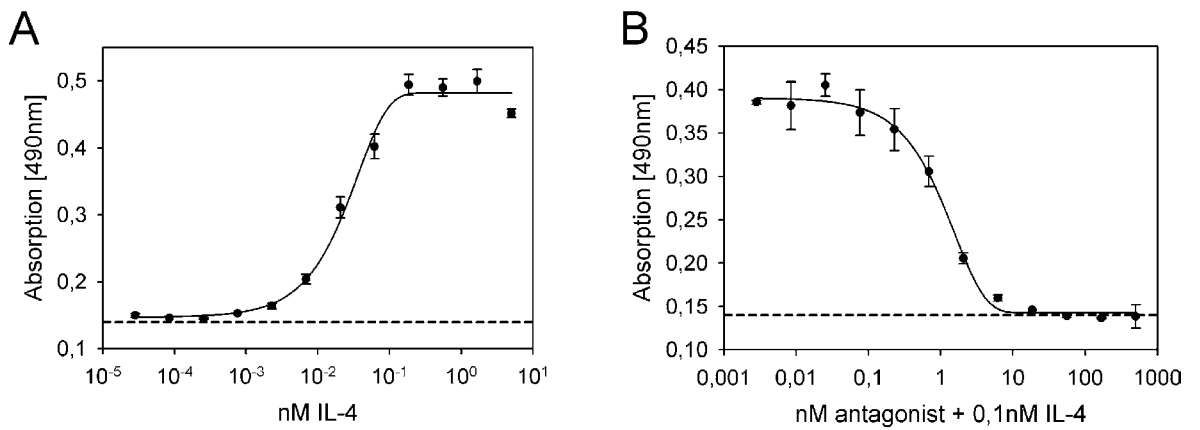 A
Absorption [490nm]
0,5
0,4
0,3
0,2
0,1
10⁻⁵ 10⁻⁴ 10⁻³ 10⁻² 10⁻¹ 10⁰ 10¹
nM IL-4
B
Absorption [490nm]
0,45
0,40
0,35
0,30
0,25
0,20
0,15
0,10
0,001 0,01 0,1 1 10 100 1000
nM antagonist + 0,1nM IL-4